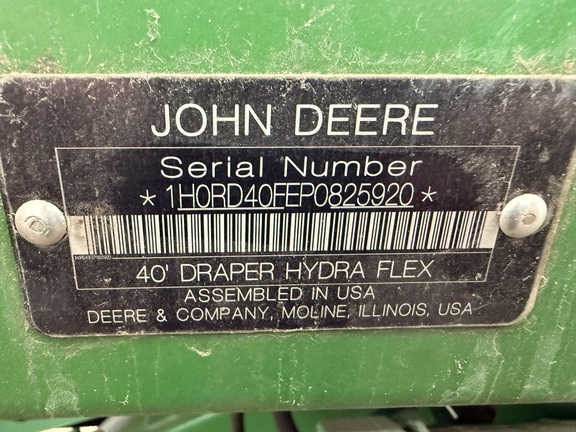 JOHN DEERE
Serial Number
*1H0RD40FEP0825920*
40' DRAPER HYDRA FLEX
ASSEMBLED IN USA
DEERE & COMPANY, MOLINE, ILLINOIS, USA